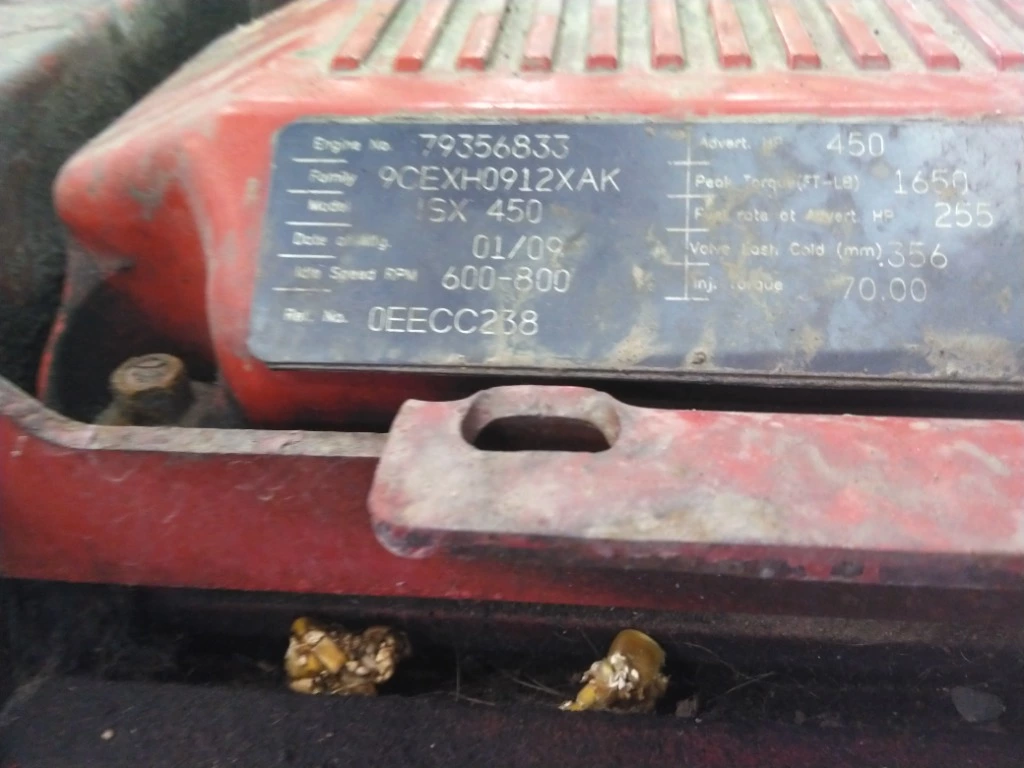 Engine No. 79356833
Family 9CEXH0912XAK
Model ISX 450
Date of Mfg. 01/09
Idle Speed RPM 600-800
Ref. No. 0EECC238
Advert. HP 450
Peak Torque(FT-LB) 1650
Fuel rate at Advert. HP 255
Valve Lash Cold (mm) .356
Inj. Torque 70.00